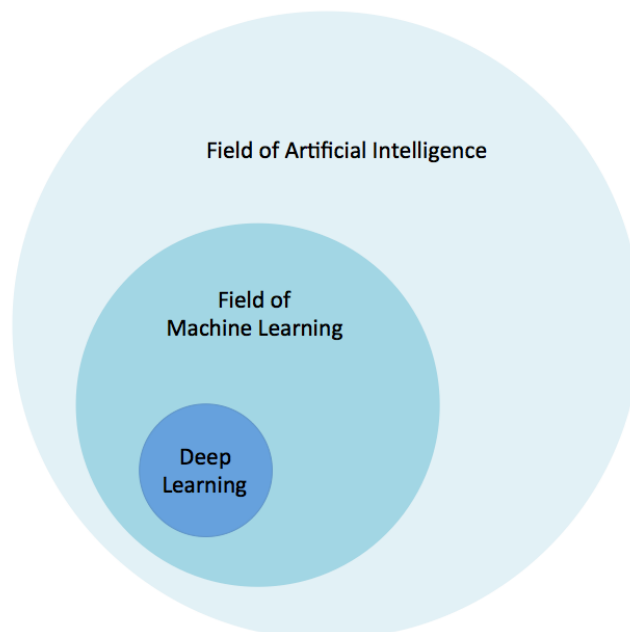 Field of Artificial Intelligence
Field of
Machine Learning
Deep
Learning